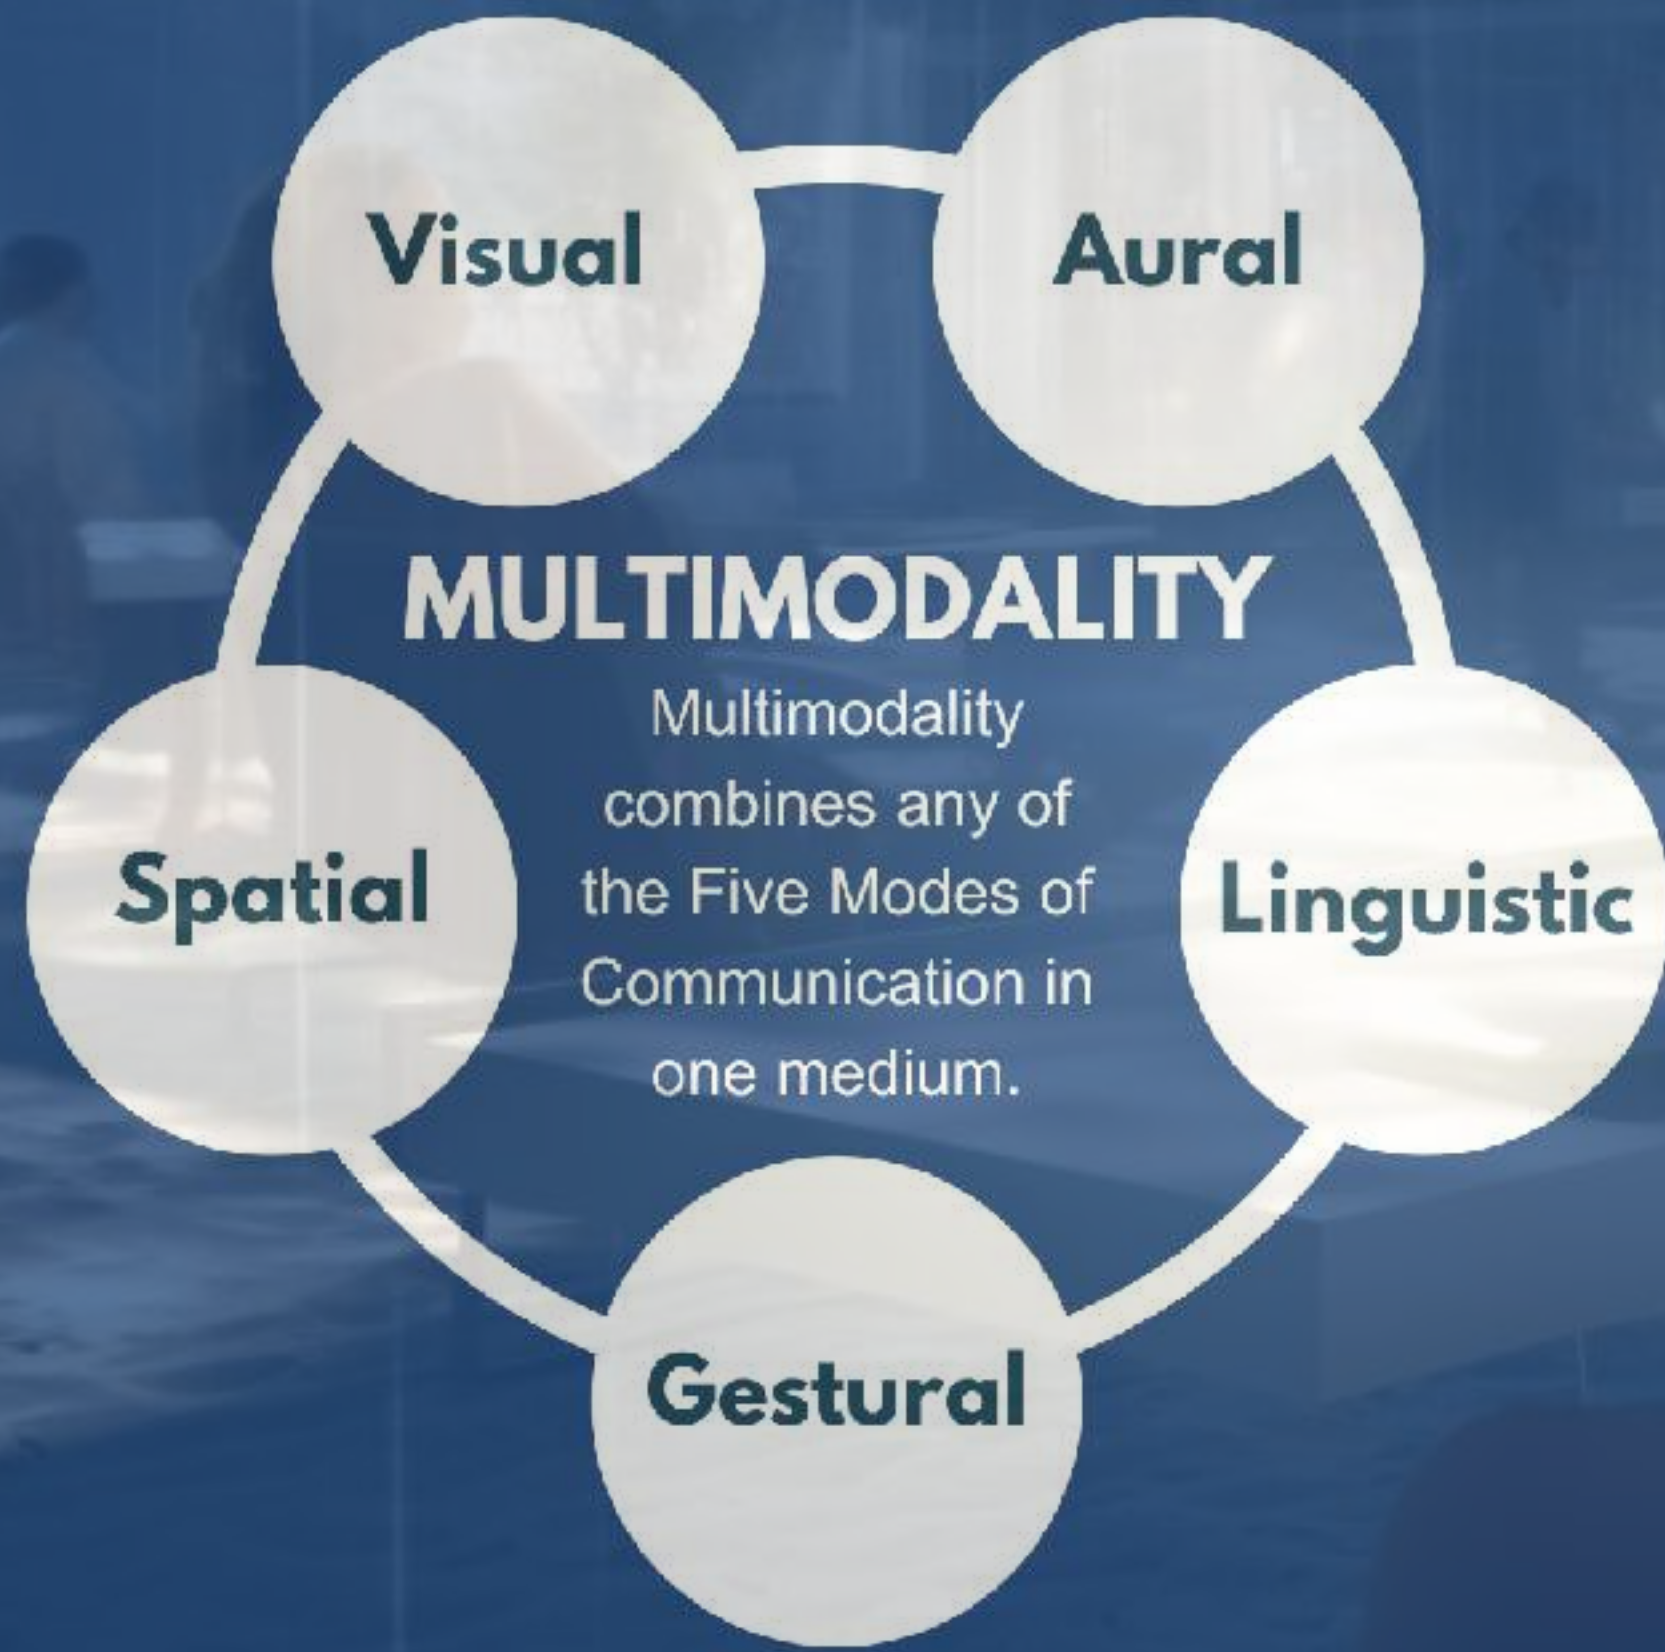 Visual
Aural
MULTIMODALITY
Multimodality
combines any of
the Five Modes of
Communication in
one medium.
Spatial
Linguistic
Gestural